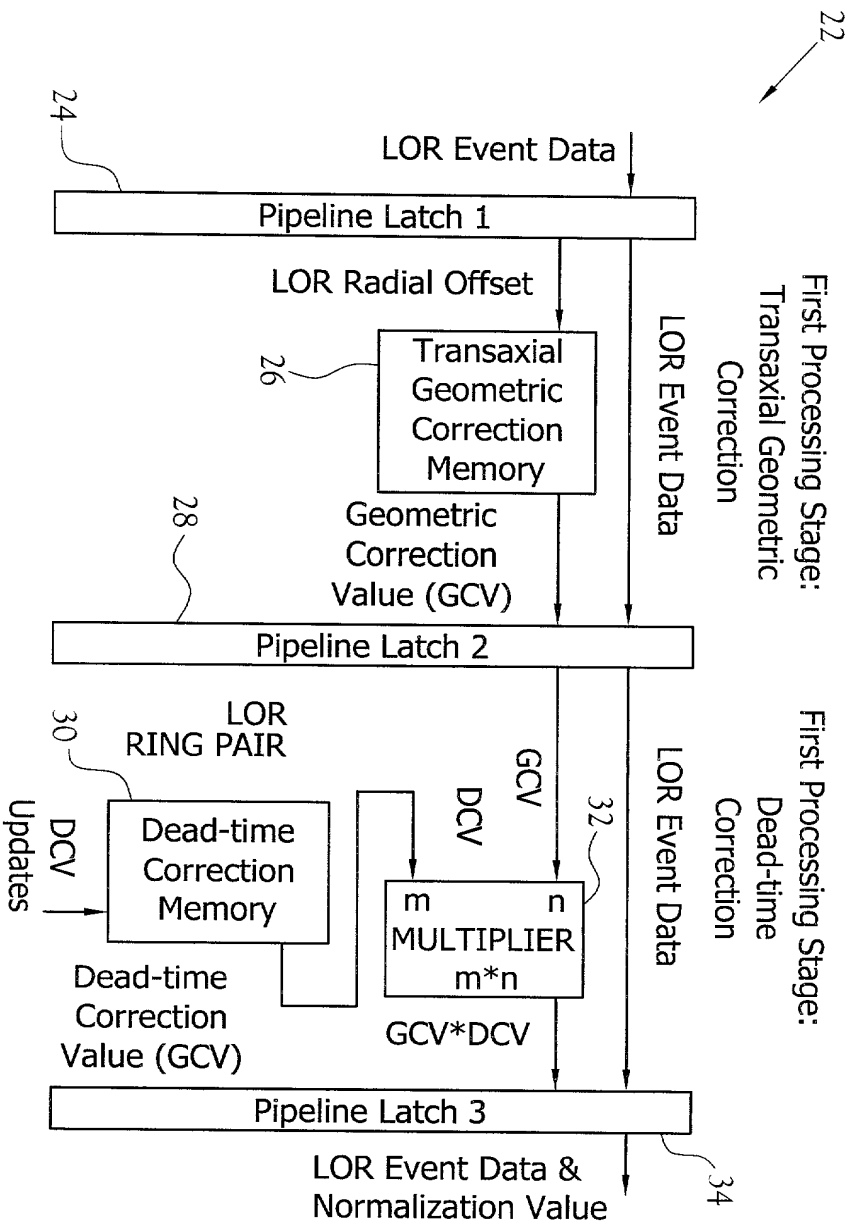 22
First Processing Stage:
Transaxial Geometric
Correction
LOR Event Data
24
Pipeline Latch 1
LOR Event Data
LOR Radial Offset
26
Transaxial
Geometric
Correction
Memory
Geometric
Correction
Value (GCV)
28
Pipeline Latch 2
First Processing Stage:
Dead-time
Correction
LOR Event Data
GCV
DCV
32
LOR
RING PAIR
30
Dead-time
Correction
Memory
DCV
Updates
m n
MULTIPLIER
m*n
Dead-time
Correction
Value (GCV)
GCV*DCV
Pipeline Latch 3
34
LOR Event Data &
Normalization Value